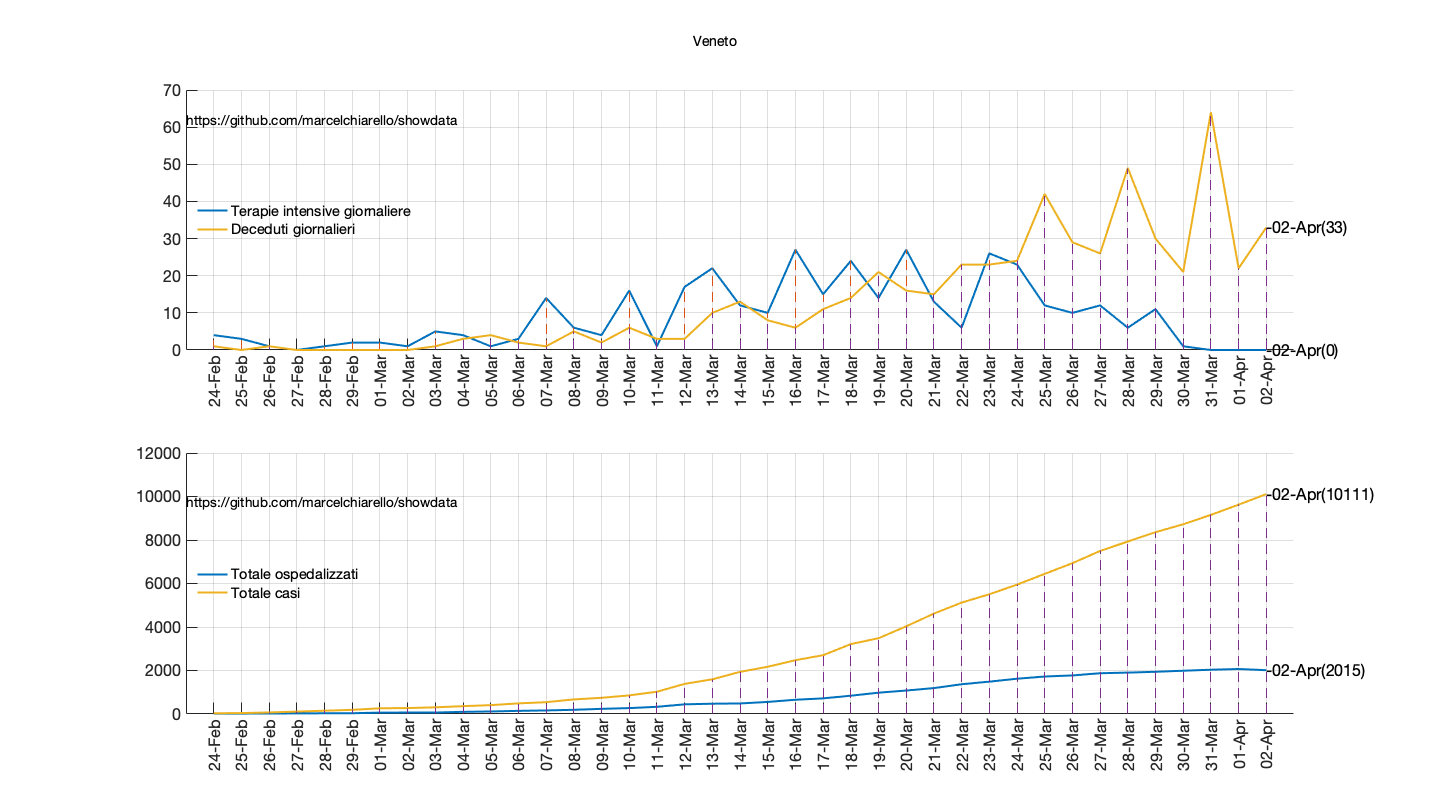 Veneto
70
60
50
40
30
20
10
0
https://github.com/marcelchiarello/showdata
Terapie intensive giornaliere
Deceduti giornalieri
-02-Apr(33)
-02-Apr(0)
24-Feb
25-Feb
26-Feb
27-Feb
28-Feb
29-Feb
01-Mar
02-Mar
03-Mar
04-Mar
05-Mar
06-Mar
07-Mar
08-Mar
09-Mar
10-Mar
11-Mar
12-Mar
13-Mar
14-Mar
15-Mar
16-Mar
17-Mar
18-Mar
19-Mar
20-Mar
21-Mar
22-Mar
23-Mar
24-Mar
25-Mar
26-Mar
27-Mar
28-Mar
29-Mar
30-Mar
31-Mar
01-Apr
02-Apr
12000
10000
8000
6000
4000
2000
0
https://github.com/marcelchiarello/showdata
Totale ospedalizzati
Totale casi
-02-Apr(10111)
-02-Apr(2015)
24-Feb
25-Feb
26-Feb
27-Feb
28-Feb
29-Feb
01-Mar
02-Mar
03-Mar
04-Mar
05-Mar
06-Mar
07-Mar
08-Mar
09-Mar
10-Mar
11-Mar
12-Mar
13-Mar
14-Mar
15-Mar
16-Mar
17-Mar
18-Mar
19-Mar
20-Mar
21-Mar
22-Mar
23-Mar
24-Mar
25-Mar
26-Mar
27-Mar
28-Mar
29-Mar
30-Mar
31-Mar
01-Apr
02-Apr